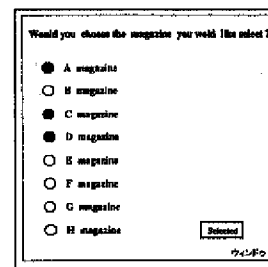 Would you choose the magazine you wold like select ?
A magazine
B magazine
C magazine
D magazine
E magazine
F magazine
G magazine
H magazine
Selected
ウィンドウ